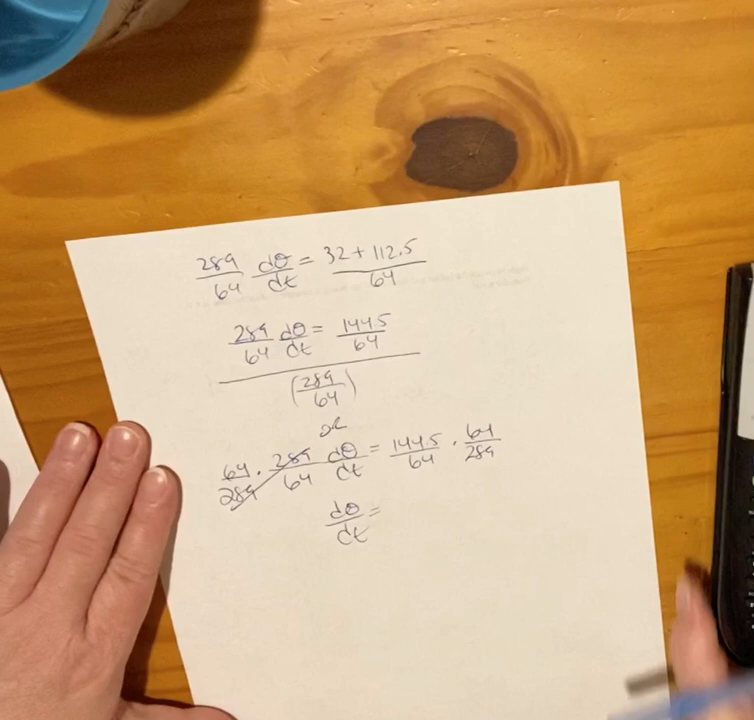 289/64 dθ/dt = 32 + 112.5/64
289/64 dθ/dt = 144.5/64
(289/64)
or
64/289 · 289/64 dθ/dt = 144.5/64 · 64/289
dθ/dt =